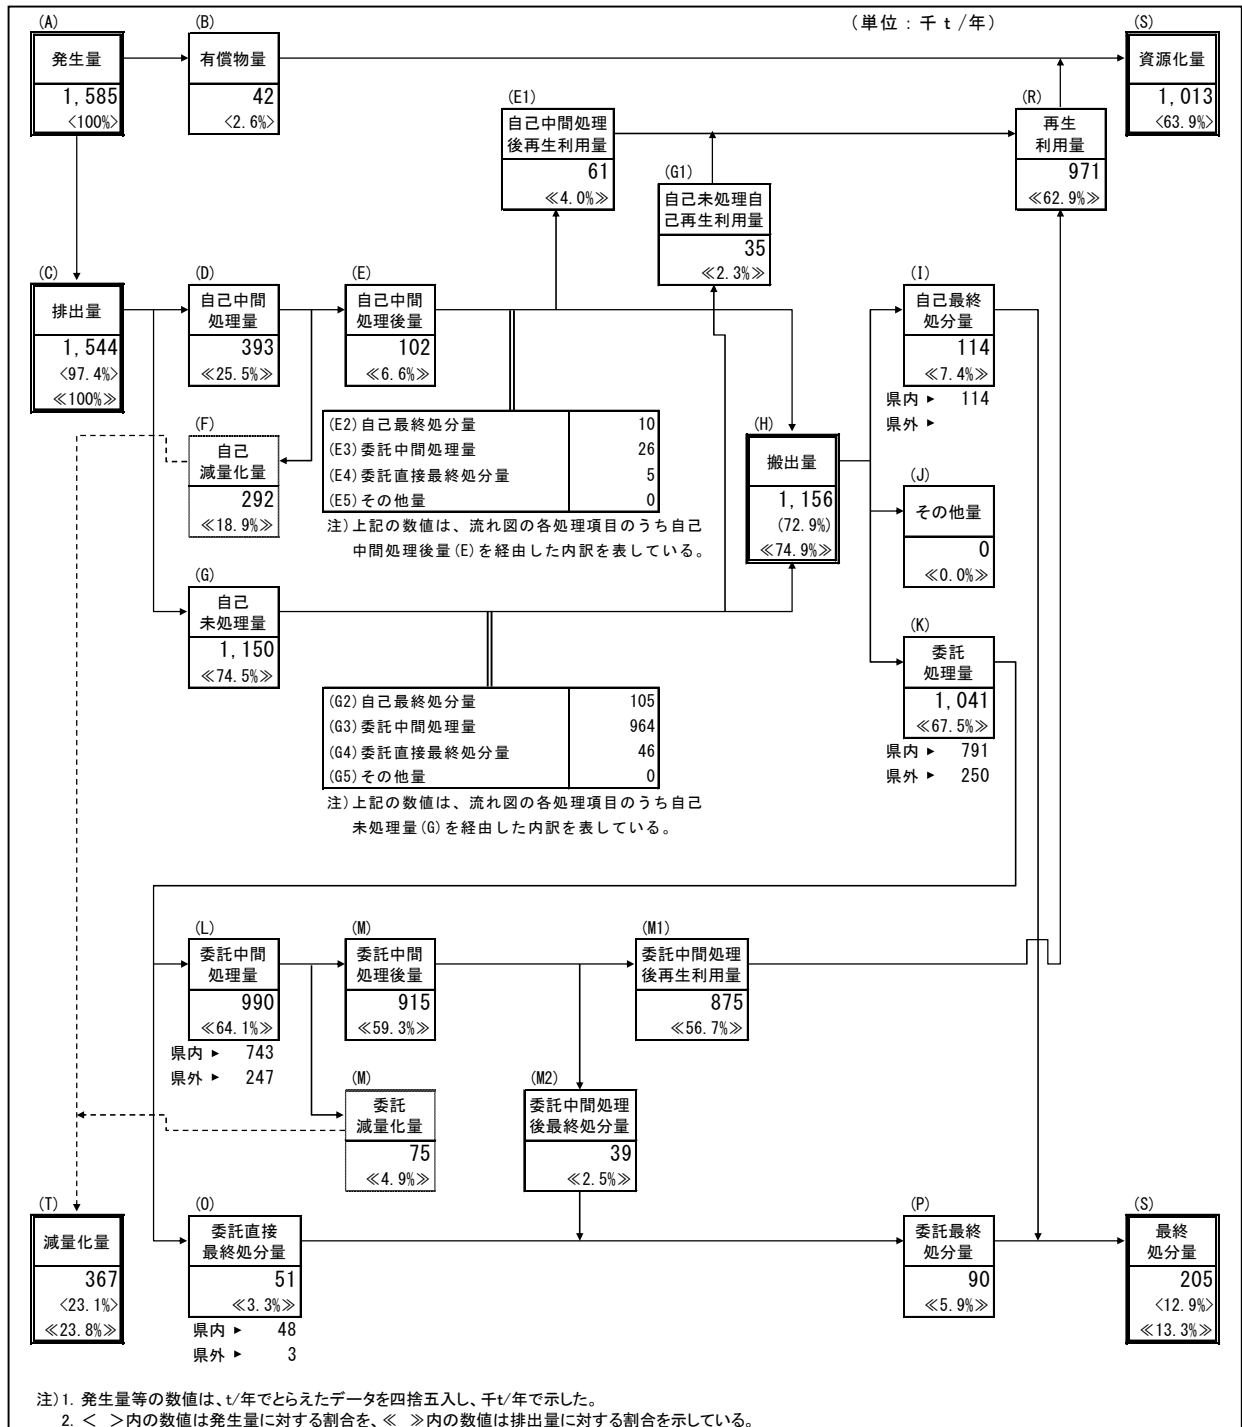 (単位：千ｔ/年)
(A)
発生量
1,585
<100%>
(B)
有償物量
42
<2.6%>
(S)
資源化量
1,013
<63.9%>
(E1)
自己中間処理
後再生利用量
61
≪4.0%≫
(G1)
自己未処理自
己再生利用量
35
≪2.3%≫
(R)
再生
利用量
971
≪62.9%≫
(C)
排出量
1,544
<97.4%>
≪100%≫
(D)
自己中間
処理量
393
≪25.5%≫
(E)
自己中間
処理後量
102
≪6.6%≫
(I)
自己最終
処分量
114
≪7.4%≫
県内 ► 114
県外 ►
(F)
自己
減量化量
292
≪18.9%≫
(E2)自己最終処分量 10
(E3)委託中間処理量 26
(E4)委託直接最終処分量 5
(E5)その他量 0
注)上記の数値は、流れ図の各処理項目のうち自己
中間処理後量(E)を経由した内訳を表している。
(H)
搬出量
1,156
(72.9%)
≪74.9%≫
(J)
その他量
0
≪0.0%≫
(G)
自己
未処理量
1,150
≪74.5%≫
(K)
委託
処理量
1,041
≪67.5%≫
県内 ► 791
県外 ► 250
(G2)自己最終処分量 105
(G3)委託中間処理量 964
(G4)委託直接最終処分量 46
(G5)その他量 0
注)上記の数値は、流れ図の各処理項目のうち自己
未処理量(G)を経由した内訳を表している。
(L)
委託中間
処理量
990
≪64.1%≫
県内 ► 743
県外 ► 247
(M)
委託中間
処理後量
915
≪59.3%≫
(M1)
委託中間処理
後再生利用量
875
≪56.7%≫
(M)
委託
減量化量
75
≪4.9%≫
(M2)
委託中間処理
後最終処分量
39
≪2.5%≫
(T)
減量化量
367
<23.1%>
≪23.8%≫
(O)
委託直接
最終処分量
51
≪3.3%≫
県内 ► 48
県外 ► 3
(P)
委託最終
処分量
90
≪5.9%≫
(S)
最終
処分量
205
<12.9%>
≪13.3%≫
注)1. 発生量等の数値は、t/年でとらえたデータを四捨五入し、千t/年で示した。
2. ＜ ＞内の数値は発生量に対する割合を、≪ ≫内の数値は排出量に対する割合を示している。